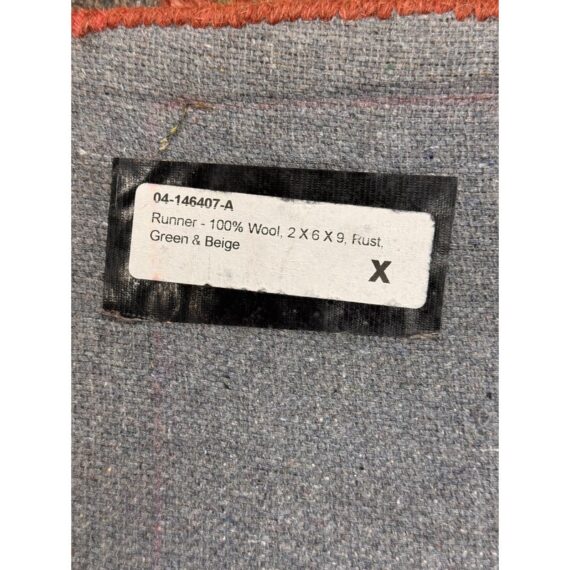 04-146407-A
Runner - 100% Wool, 2 X 6 X 9, Rust,
Green & Beige
X